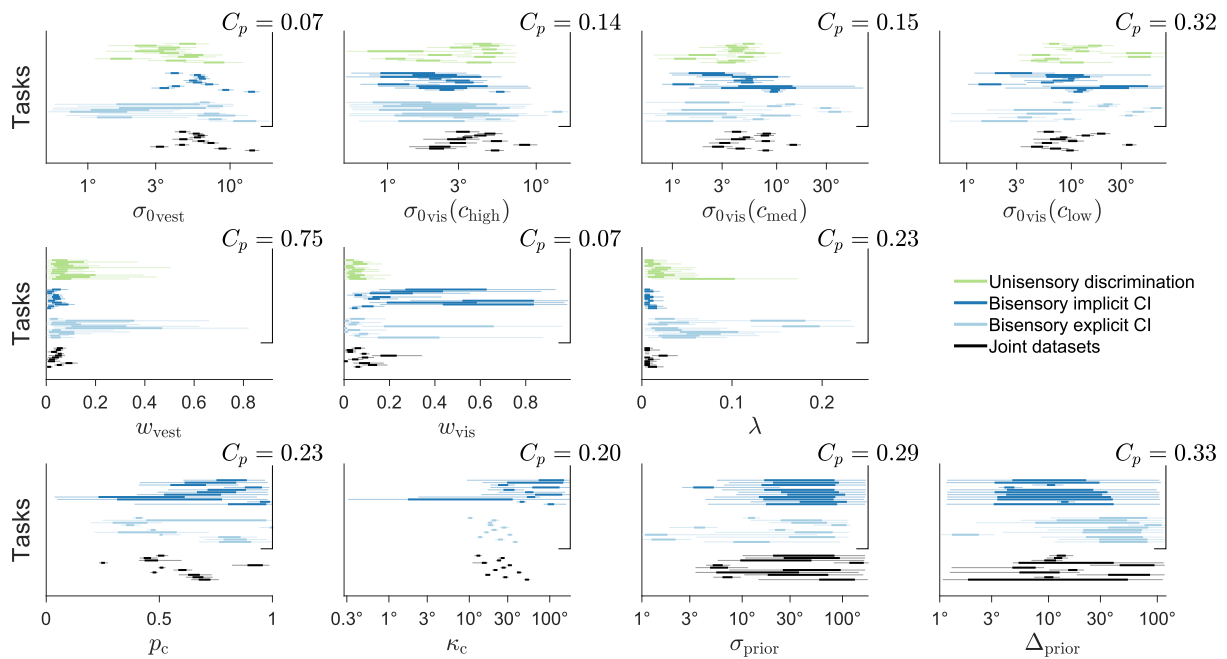 C_p = 0.07
C_p = 0.14
C_p = 0.15
C_p = 0.32
Tasks
1° 3° 10°
1° 3° 10°
1° 3° 10° 30°
1° 3° 10° 30°
σ_0vest
σ_0vis(c_high)
σ_0vis(c_med)
σ_0vis(c_low)
C_p = 0.75
C_p = 0.07
C_p = 0.23
Tasks
Unisensory discrimination
Bisensory implicit CI
Bisensory explicit CI
Joint datasets
0 0.2 0.4 0.6 0.8
0 0.2 0.4 0.6 0.8
0 0.1 0.2
w_vest
w_vis
λ
C_p = 0.23
C_p = 0.20
C_p = 0.29
C_p = 0.33
Tasks
0 0.5 1
0.3° 1° 3° 10° 30° 100°
1° 3° 10° 30° 100°
1° 3° 10° 30° 100°
p_c
κ_c
σ_prior
Δ_prior